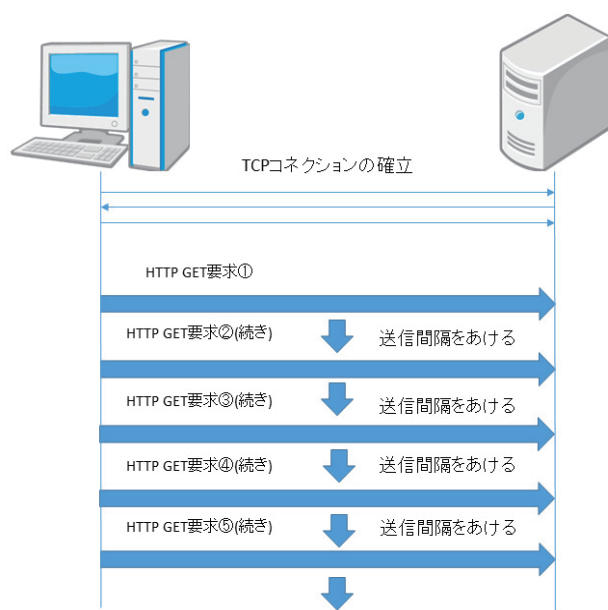 TCPコネクションの確立
HTTP GET要求①
HTTP GET要求②(続き)
送信間隔をあける
HTTP GET要求③(続き)
送信間隔をあける
HTTP GET要求④(続き)
送信間隔をあける
HTTP GET要求⑤(続き)
送信間隔をあける